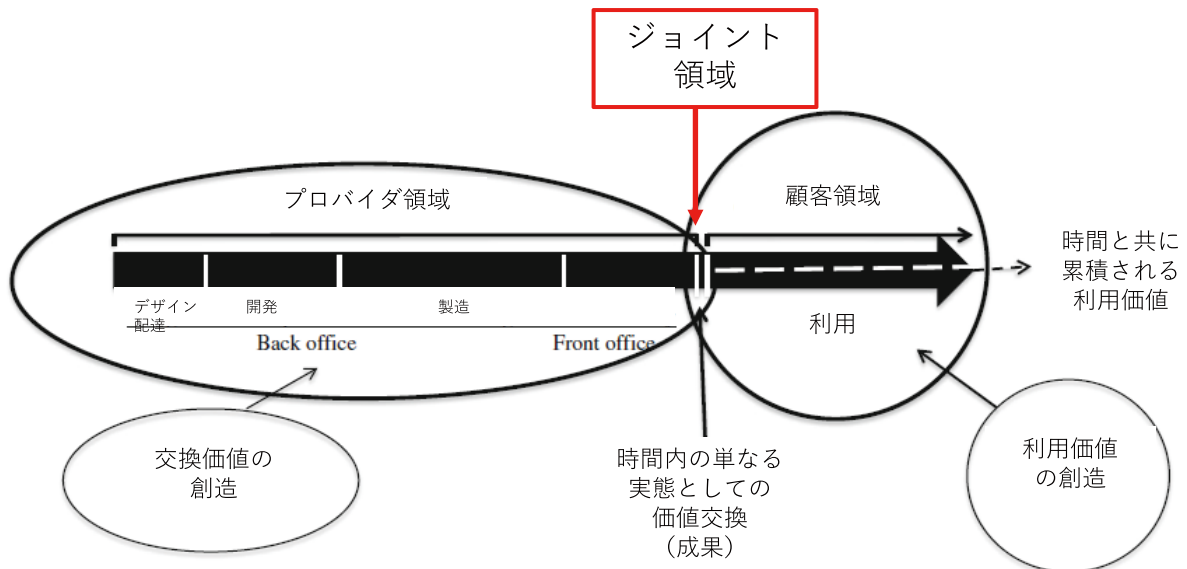 ジョイント
領域
プロバイダ領域
顧客領域
時間と共に
累積される
利用価値
デザイン
配達
開発
製造
利用
Back office
Front office
交換価値の
創造
時間内の単なる
実態としての
価値交換
（成果）
利用価値
の創造